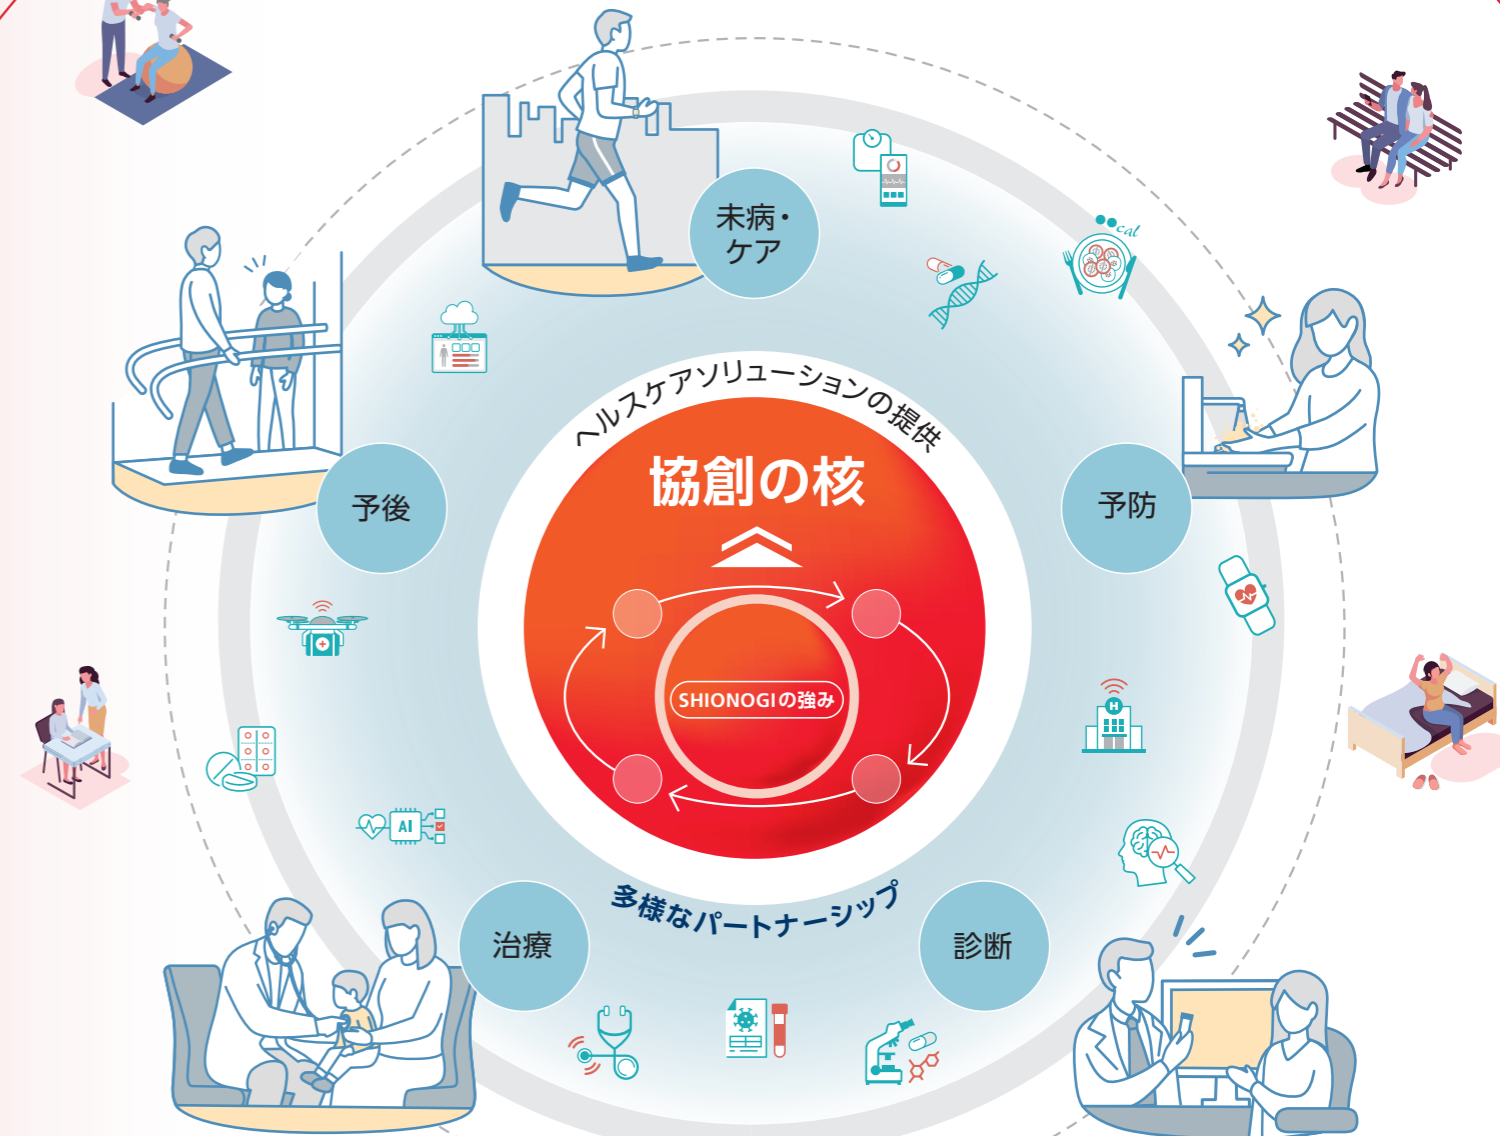 未病・
ケア
cal
ヘルスケアソリューションの提供
協創の核
予後
予防
SHIONOGIの強み
H
AI
多様なパートナーシップ
治療
診断